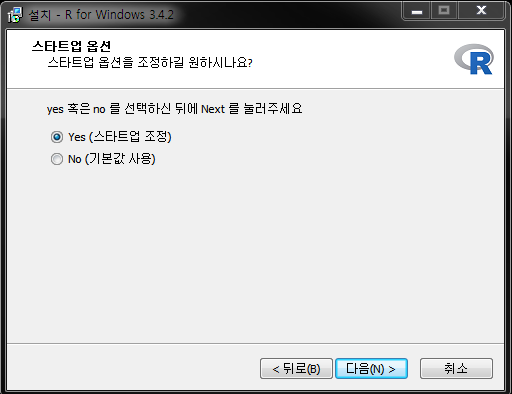 설치 - R for Windows 3.4.2
스타트업 옵션
스타트업 옵션을 조정하길 원하시나요?
R
yes 혹은 no 를 선택하신 뒤에 Next 를 눌러주세요
Yes (스타트업 조정)
No (기본값 사용)
< 뒤로(B)
다음(N) >
취소